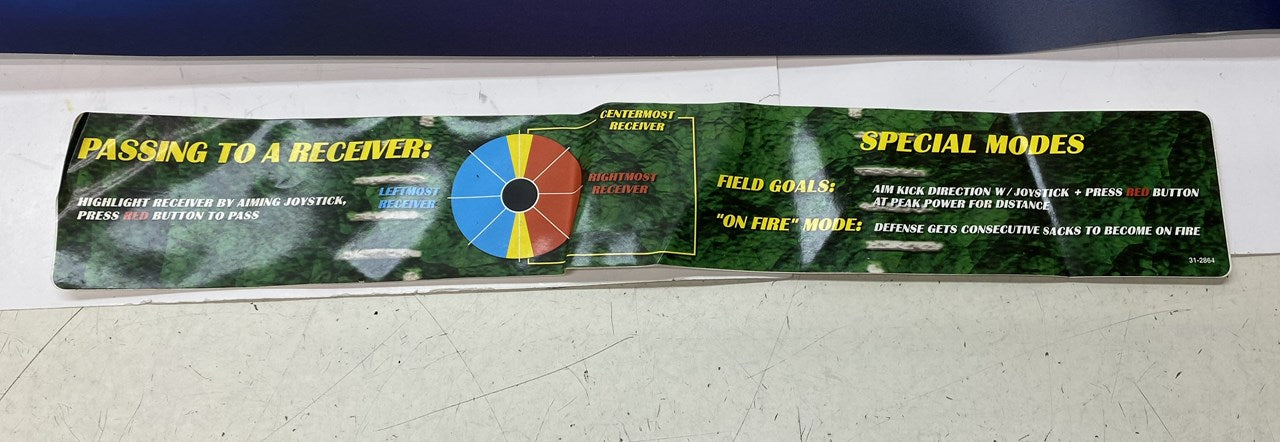 PASSING TO A RECEIVER:
HIGHLIGHT RECEIVER BY AIMING JOYSTICK,
PRESS RED BUTTON TO PASS
LEFTMOST
RECEIVER
CENTERMOST
RECEIVER
RIGHTMOST
RECEIVER
SPECIAL MODES
FIELD GOALS:
AIM KICK DIRECTION W/ JOYSTICK + PRESS RED BUTTON
AT PEAK POWER FOR DISTANCE
"ON FIRE" MODE:
DEFENSE GETS CONSECUTIVE SACKS TO BECOME ON FIRE
31-2864